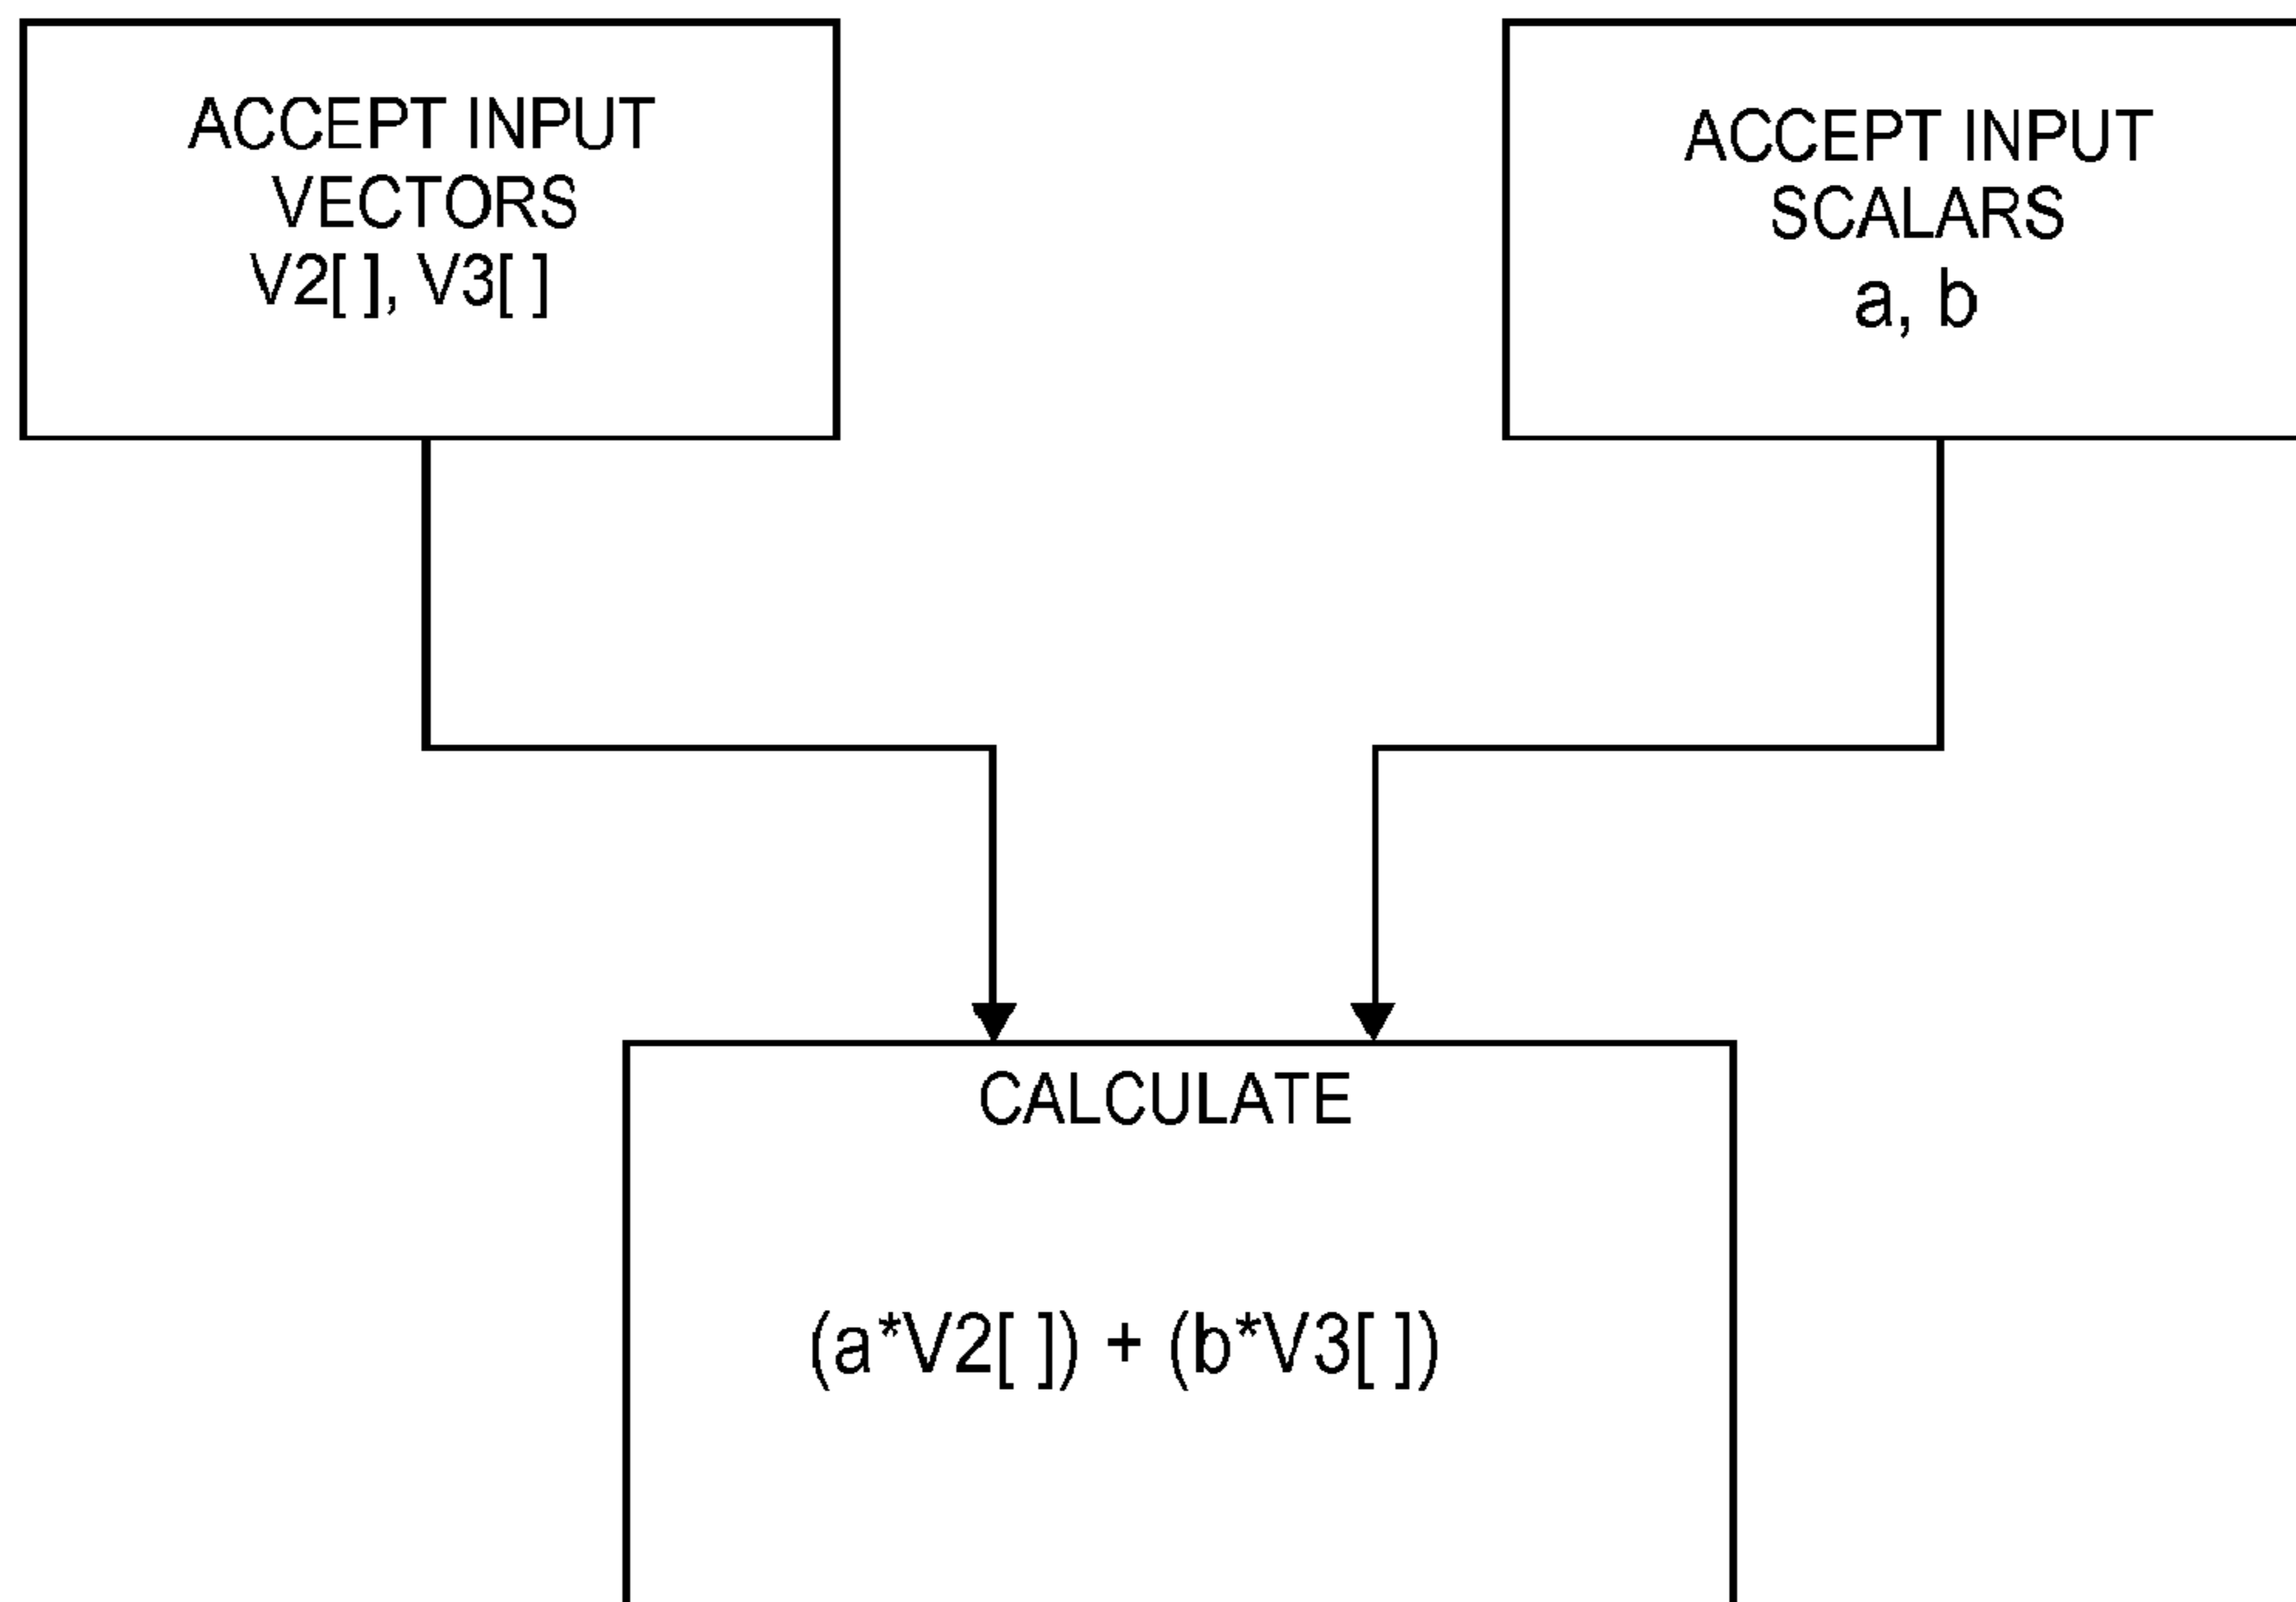 ACCEPT INPUT
VECTORS
V2[ ], V3[ ]
ACCEPT INPUT
SCALARS
a, b
CALCULATE
(a*V2[ ]) + (b*V3[ ])